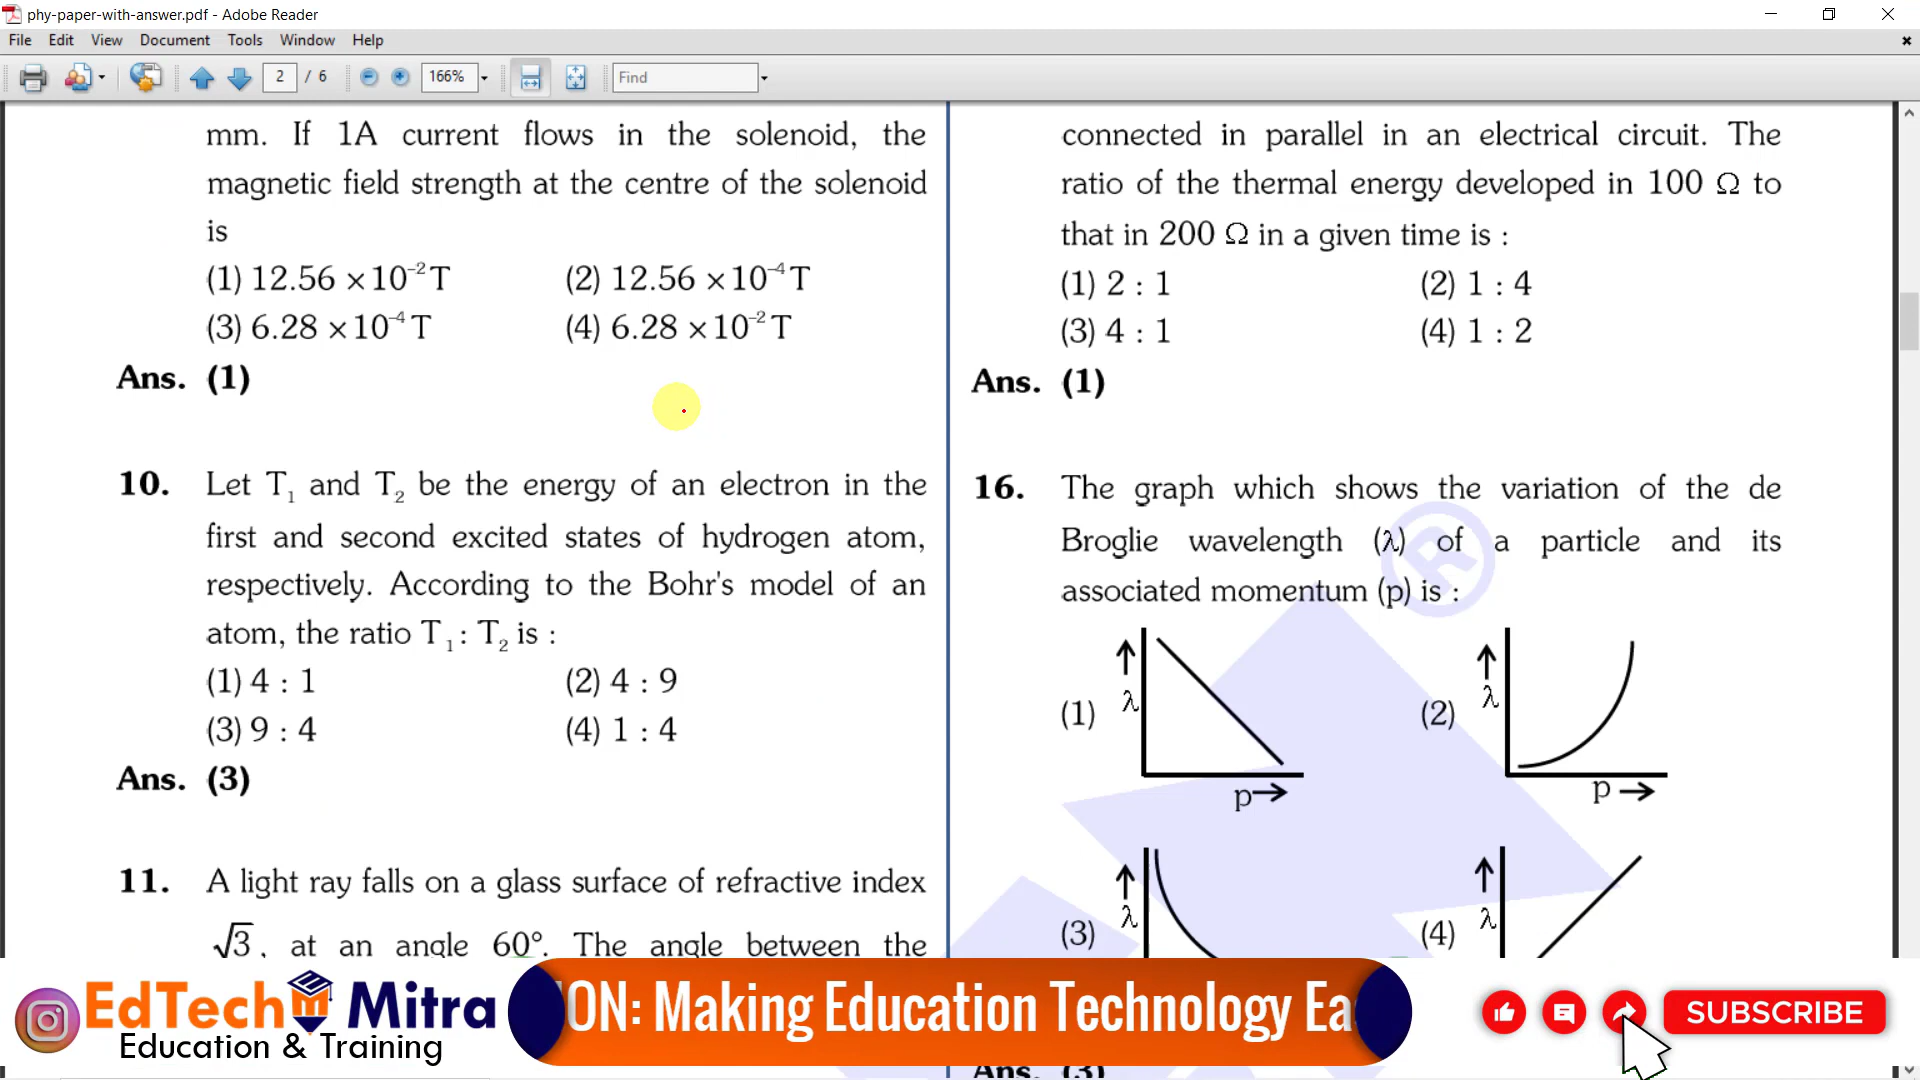 phy-paper-with-answer.pdf - Adobe Reader
File Edit View Document Tools Window Help
2 / 6 166% Find
mm. If 1A current flows in the solenoid, the
magnetic field strength at the centre of the solenoid
is
(1) 12.56 ×10⁻² T (2) 12.56 ×10⁻⁴ T
(3) 6.28 ×10⁻⁴ T (4) 6.28 ×10⁻² T
Ans. (1)
10. Let T₁ and T₂ be the energy of an electron in the
first and second excited states of hydrogen atom,
respectively. According to the Bohr's model of an
atom, the ratio T₁ : T₂ is :
(1) 4 : 1 (2) 4 : 9
(3) 9 : 4 (4) 1 : 4
Ans. (3)
11. A light ray falls on a glass surface of refractive index
√3, at an angle 60°. The angle between the
connected in parallel in an electrical circuit. The
ratio of the thermal energy developed in 100 Ω to
that in 200 Ω in a given time is :
(1) 2 : 1 (2) 1 : 4
(3) 4 : 1 (4) 1 : 2
Ans. (1)
16. The graph which shows the variation of the de
Broglie wavelength (λ) of a particle and its
associated momentum (p) is :
(1) λ p (2) λ p
(3) λ (4) λ
Ans. (3)
®
EdTech Mitra
Education & Training
ON: Making Education Technology Ea
SUBSCRIBE